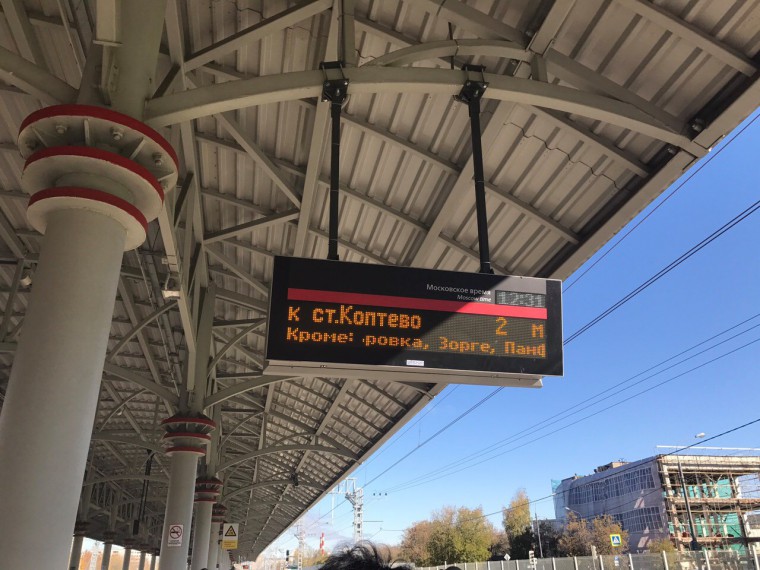 Московское время
Moscow time
12:31
к ст.Коптево 2 м
Кроме: ровка, Зорге, Панф